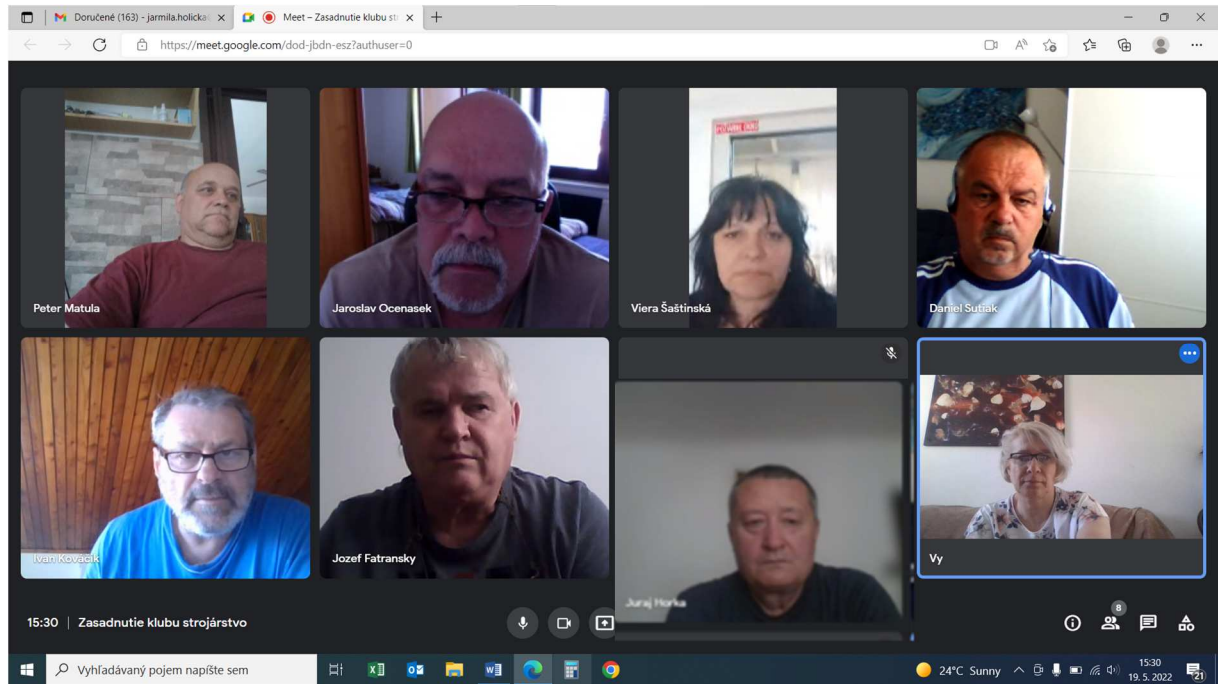 Doručené (163) - jarmila.holicka
Meet – Zasadnutie klubu st
https://meet.google.com/dod-jbdn-esz?authuser=0
Peter Matula
Jaroslav Ocenasek
Viera Šaštinská
Daniel Sutiak
Ivan Kováčik
Jozef Fatransky
Juraj Horka
Vy
15:30 | Zasadnutie klubu strojárstvo
8
Vyhľadávaný pojem napíšte sem
24°C Sunny
15:30
19. 5. 2022
21